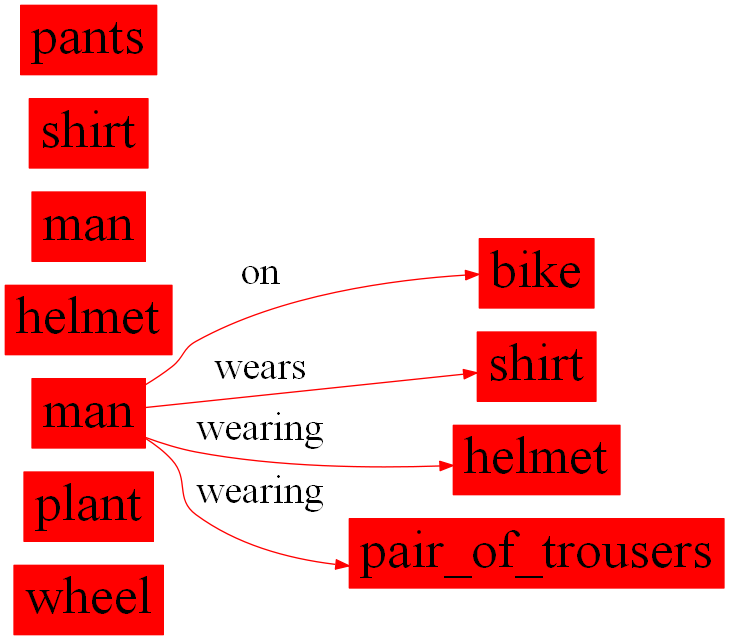 pants
shirt
man
helmet
man
plant
wheel
on
wears
wearing
wearing
bike
shirt
helmet
pair_of_trousers